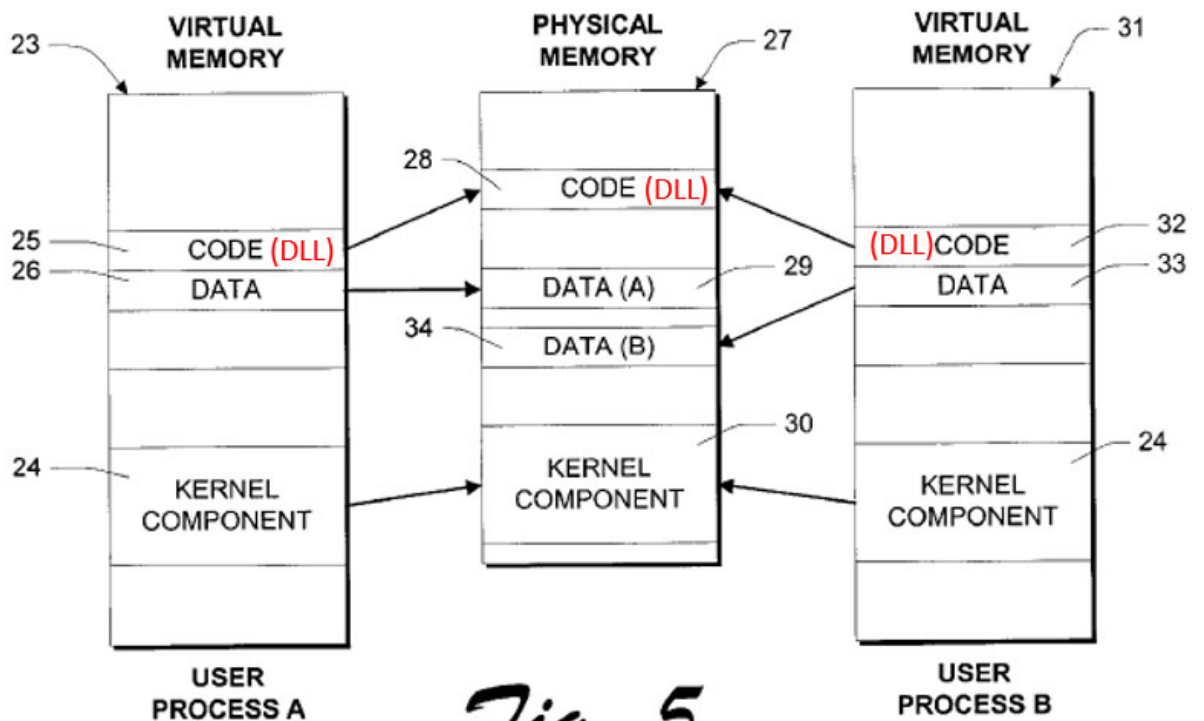 VIRTUAL
MEMORY
23
PHYSICAL
MEMORY
27
VIRTUAL
MEMORY
31
28
CODE (DLL)
25
CODE (DLL)
(DLL)CODE
32
26
DATA
DATA (A)
29
DATA
33
34
DATA (B)
30
24
KERNEL
COMPONENT
KERNEL
COMPONENT
KERNEL
COMPONENT
24
USER
PROCESS A
Fig. 5
USER
PROCESS B